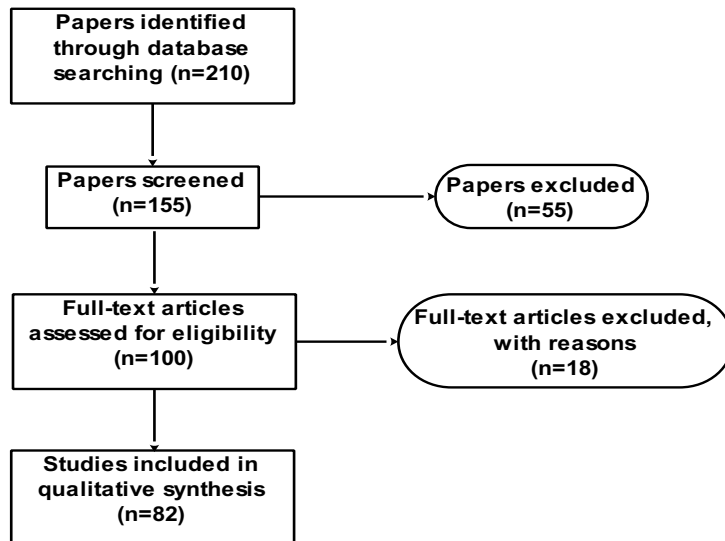 Papers identified
through database
searching (n=210)
Papers screened
(n=155)
Papers excluded
(n=55)
Full-text articles
assessed for eligibility
(n=100)
Full-text articles excluded,
with reasons
(n=18)
Studies included in
qualitative synthesis
(n=82)